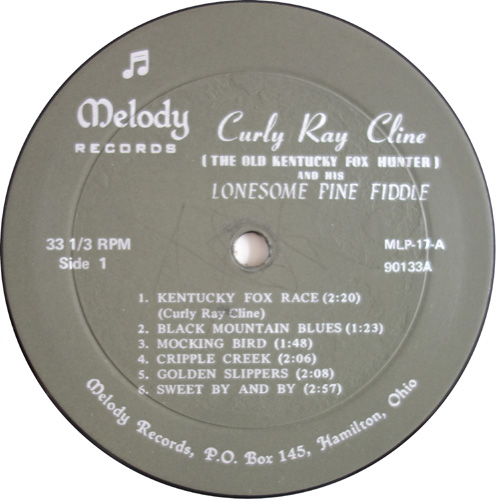 Melody
RECORDS
Curly Ray Cline
(THE OLD KENTUCKY FOX HUNTER)
AND HIS
LONESOME PINE FIDDLE
33 1/3 RPM
Side 1
MLP-17-A
90133A
1. KENTUCKY FOX RACE (2:20)
(Curly Ray Cline)
2. BLACK MOUNTAIN BLUES (1:23)
3. MOCKING BIRD (1:48)
4. CRIPPLE CREEK (2:06)
5. GOLDEN SLIPPERS (2:08)
6. SWEET BY AND BY (2:57)
Melody Records, P.O. Box 145, Hamilton, Ohio